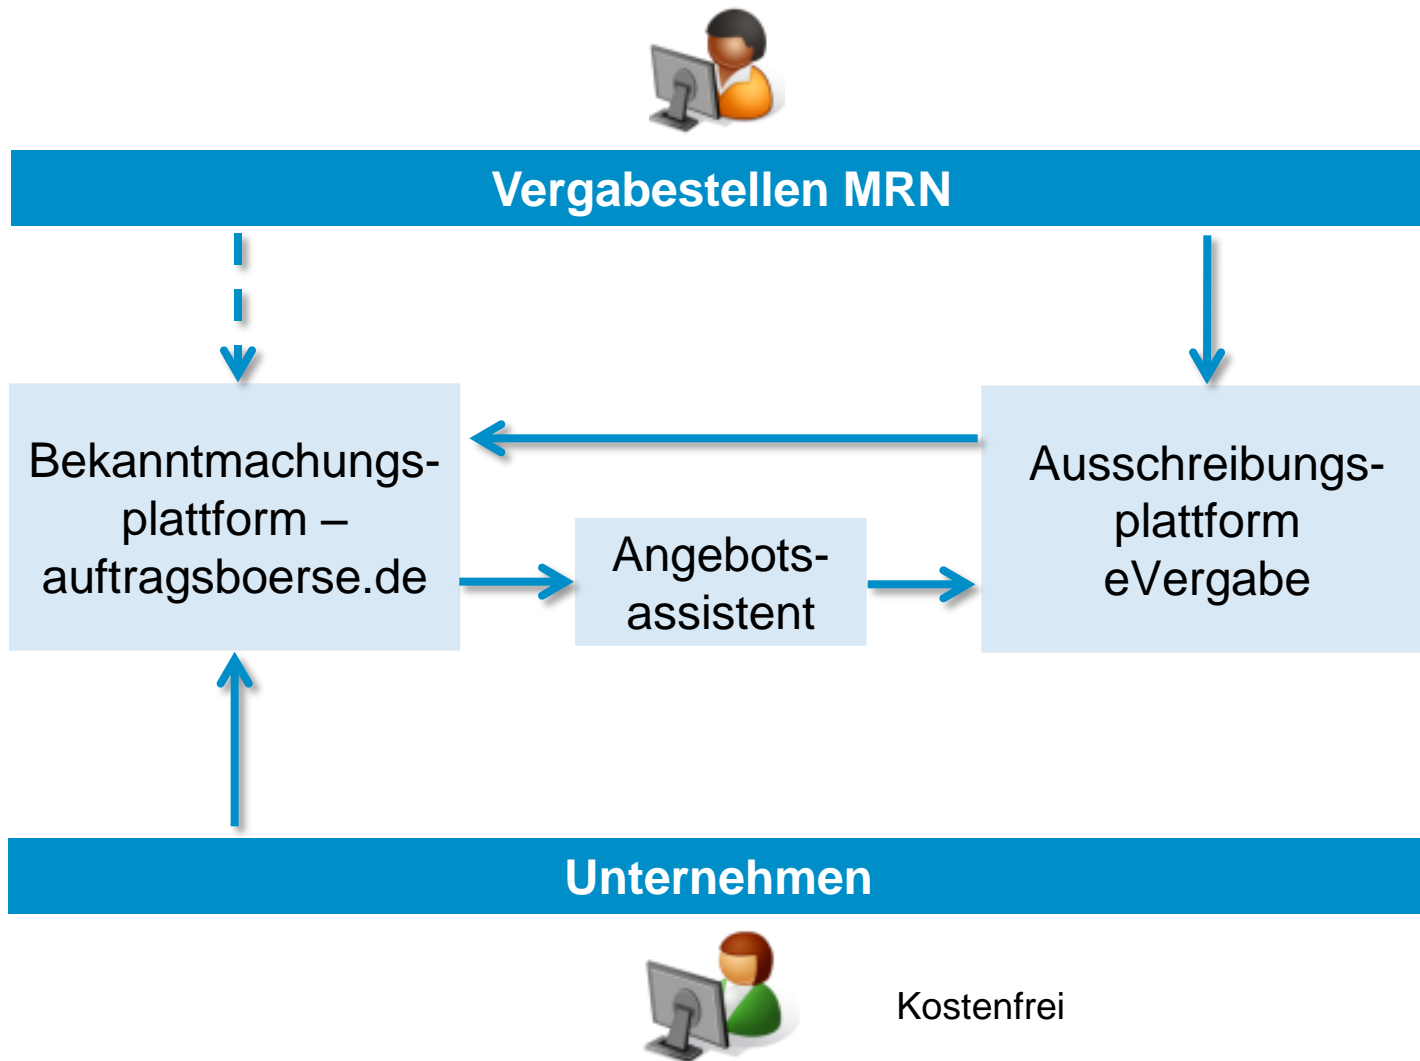 Vergabestellen MRN
Bekanntmachungs-
plattform –
auftragsboerse.de
Angebots-
assistent
Ausschreibungs-
plattform
eVergabe
Unternehmen
Kostenfrei